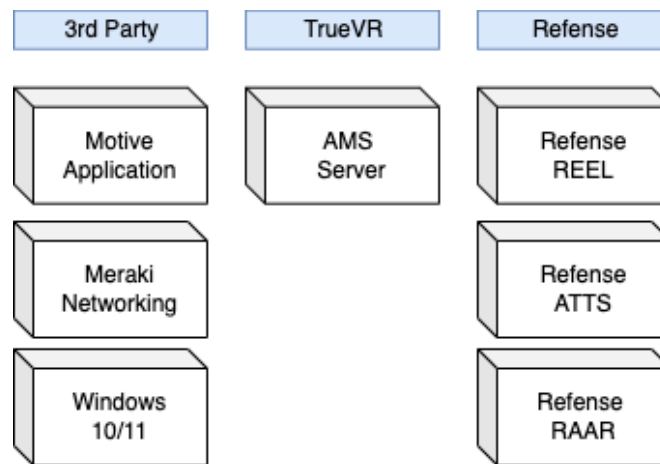 3rd Party
TrueVR
Refense
Motive
Application
AMS
Server
Refense
REEL
Meraki
Networking
Refense
ATTS
Windows
10/11
Refense
RAAR